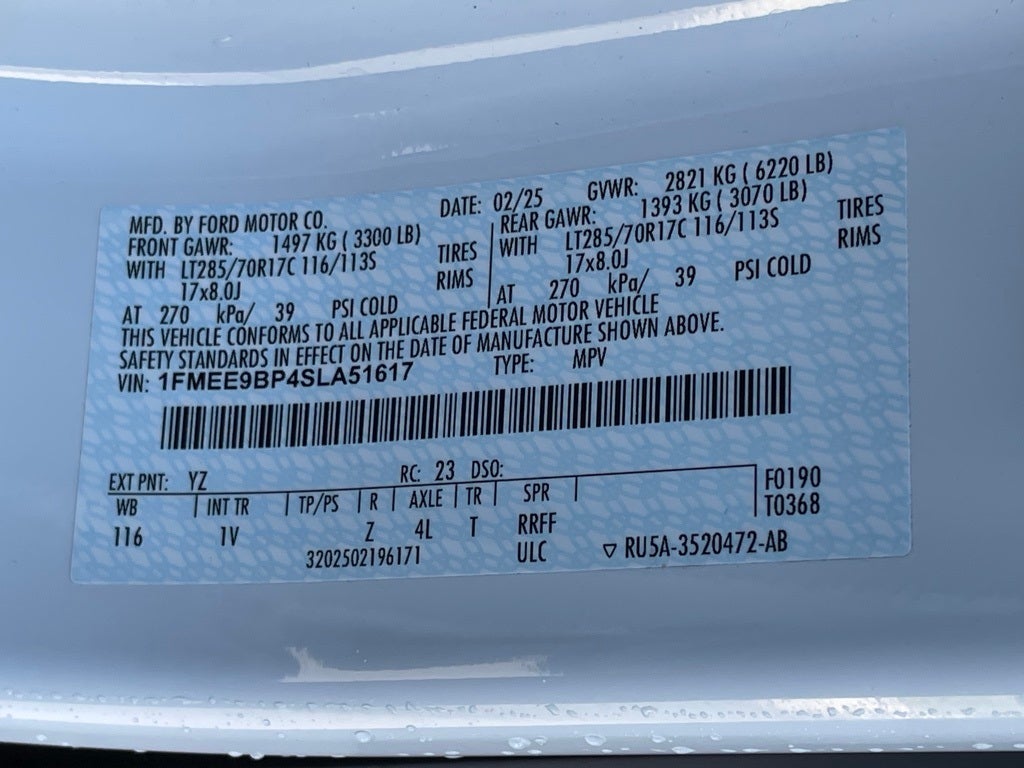 MFD. BY FORD MOTOR CO. DATE: 02/25 GVWR: 2821 KG ( 6220 LB)
FRONT GAWR: 1497 KG ( 3300 LB) REAR GAWR: 1393 KG ( 3070 LB)
WITH LT285/70R17C 116/113S TIRES WITH LT285/70R17C 116/113S TIRES
17x8.0J RIMS 17x8.0J RIMS
AT 270 kPa/ 39 PSI COLD AT 270 kPa/ 39 PSI COLD
THIS VEHICLE CONFORMS TO ALL APPLICABLE FEDERAL MOTOR VEHICLE
SAFETY STANDARDS IN EFFECT ON THE DATE OF MANUFACTURE SHOWN ABOVE.
VIN: 1FMEE9BP4SLA51617 TYPE: MPV
EXT PNT: YZ RC: 23 DSO:
WB INT TR TP/PS R AXLE TR SPR F0190
T0368
116 1V Z 4L T RRFF
3202502196171 ULC ▽ RU5A-3520472-AB